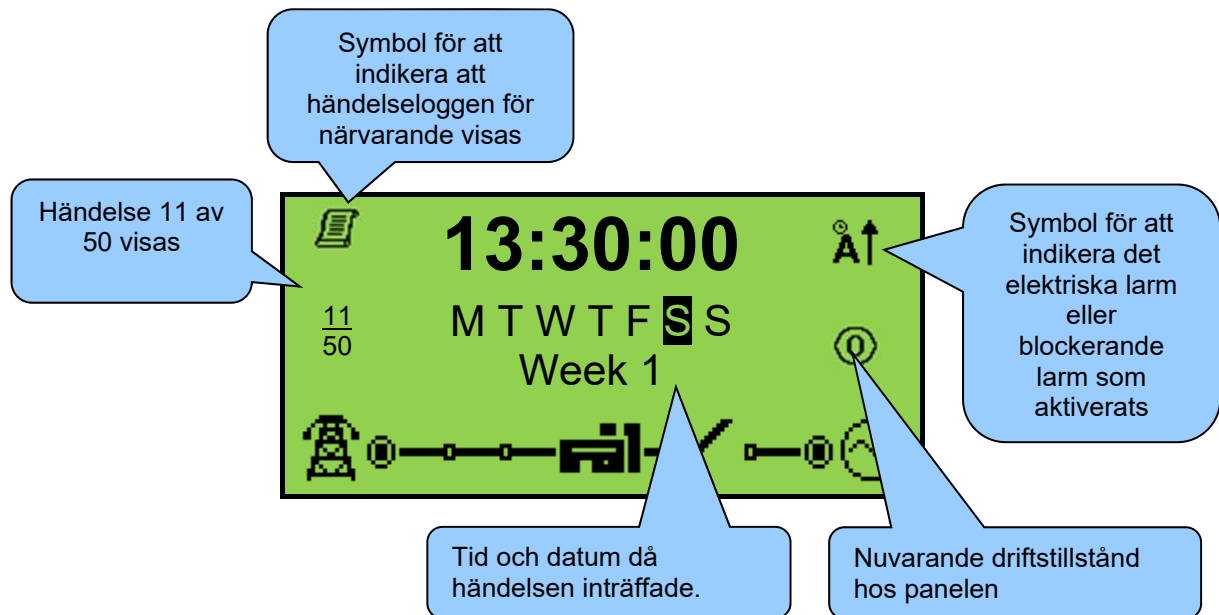 Symbol för att
indikera att
händelseloggen för
närvarande visas
Händelse 11 av
50 visas
13:30:00
A
11
50
M T W T F S S
Week 1
0
Symbol för att
indikera det
elektriska larm
eller
blockerande
larm som
aktiverats
Tid och datum då
händelsen inträffade.
Nuvarande driftstillstånd
hos panelen